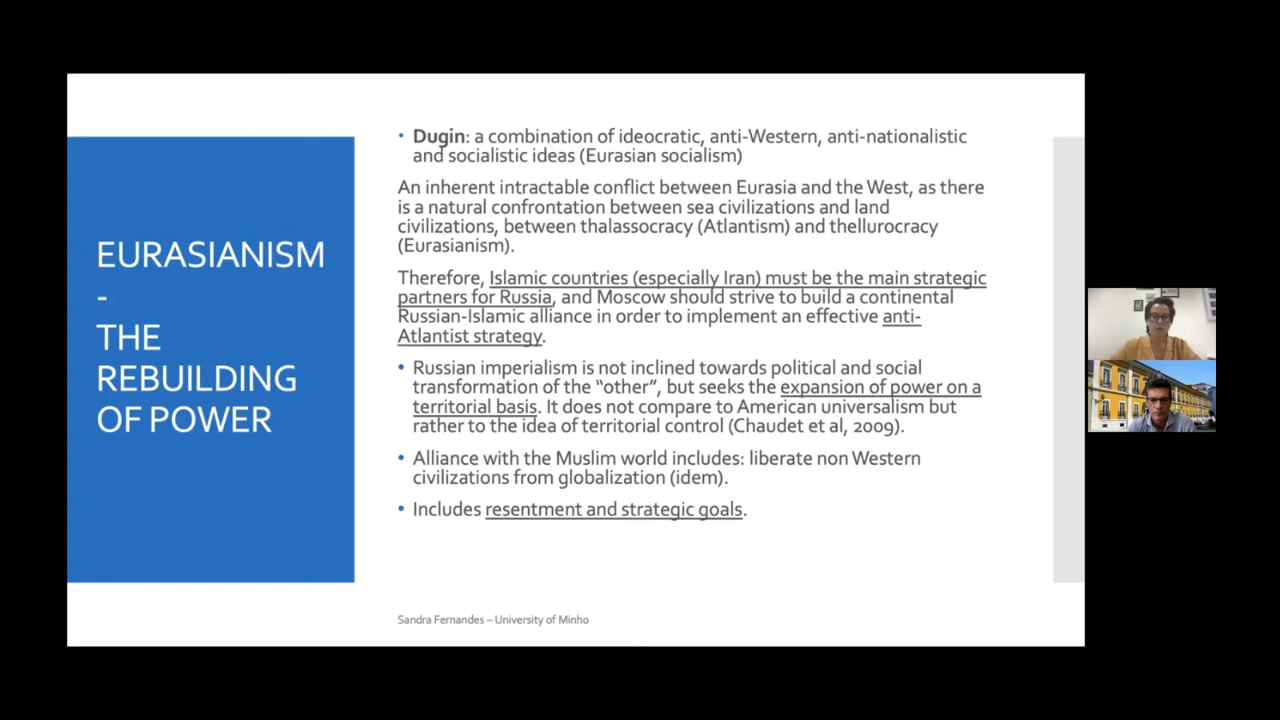 EURASIANISM
-
THE
REBUILDING
OF POWER
• Dugin: a combination of ideocratic, anti-Western, anti-nationalistic
and socialistic ideas (Eurasian socialism)
An inherent intractable conflict between Eurasia and the West, as there
is a natural confrontation between sea civilizations and land
civilizations, between thalassocracy (Atlantism) and thellurocracy
(Eurasianism).
Therefore, Islamic countries (especially Iran) must be the main strategic
partners for Russia, and Moscow should strive to build a continental
Russian-Islamic alliance in order to implement an effective anti-
Atlantist strategy.
• Russian imperialism is not inclined towards political and social
transformation of the “other”, but seeks the expansion of power on a
territorial basis. It does not compare to American universalism but
rather to the idea of territorial control (Chaudet et al, 2009).
• Alliance with the Muslim world includes: liberate non Western
civilizations from globalization (idem).
• Includes resentment and strategic goals.
Sandra Fernandes – University of Minho